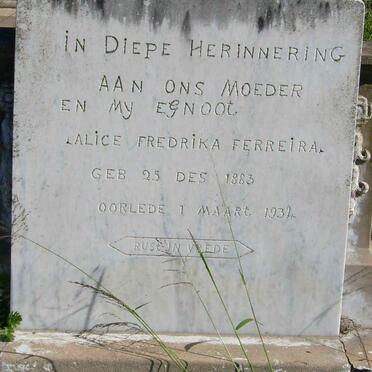 IN DIEPE HERINNERING
AAN ONS MOEDER
EN MY EGNOOT
ALICE FREDRIKA FERREIRA
GEB 25 DES 1883
OORLEDE 1 MAART 1934
RUS IN VREDE